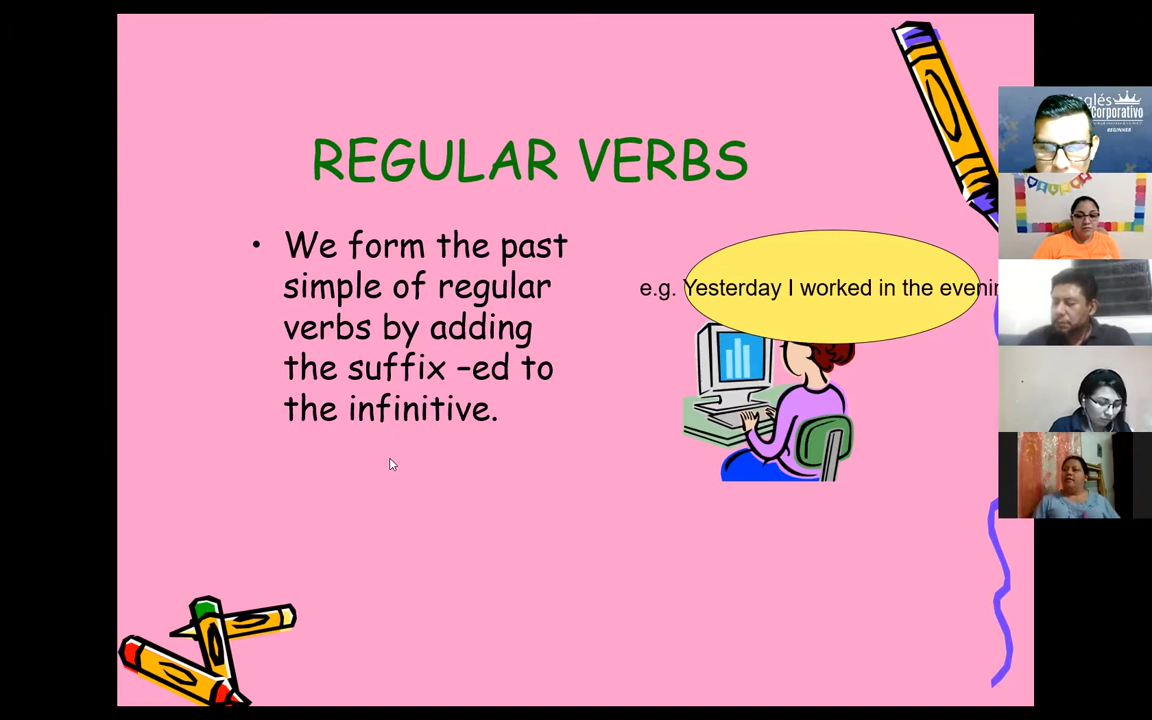 REGULAR VERBS
• We form the past
simple of regular
verbs by adding
the suffix –ed to
the infinitive.
e.g. Yesterday I worked in the evenin
inglés
Corporativo
BEGINNER